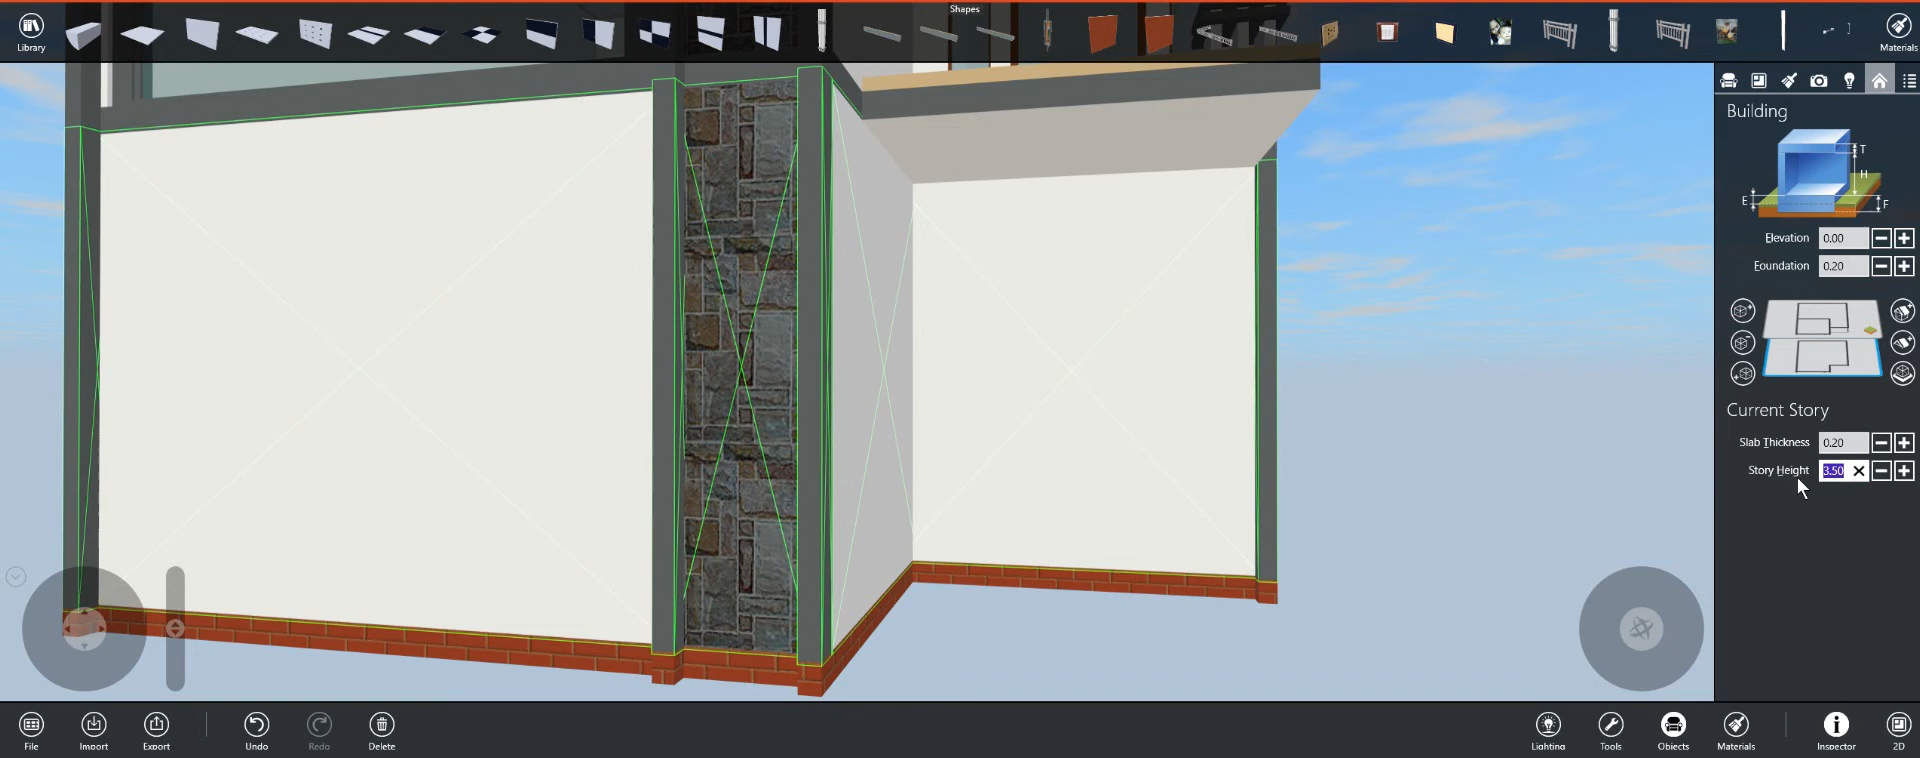 Shapes
Library
Materials
Building
T
H
E
F
Elevation 0.00
Foundation 0.20
Current Story
Slab Thickness 0.20
Story Height 3.50
File
Import
Export
Undo
Redo
Delete
Lighting
Tools
Objects
Materials
Inspector
2D